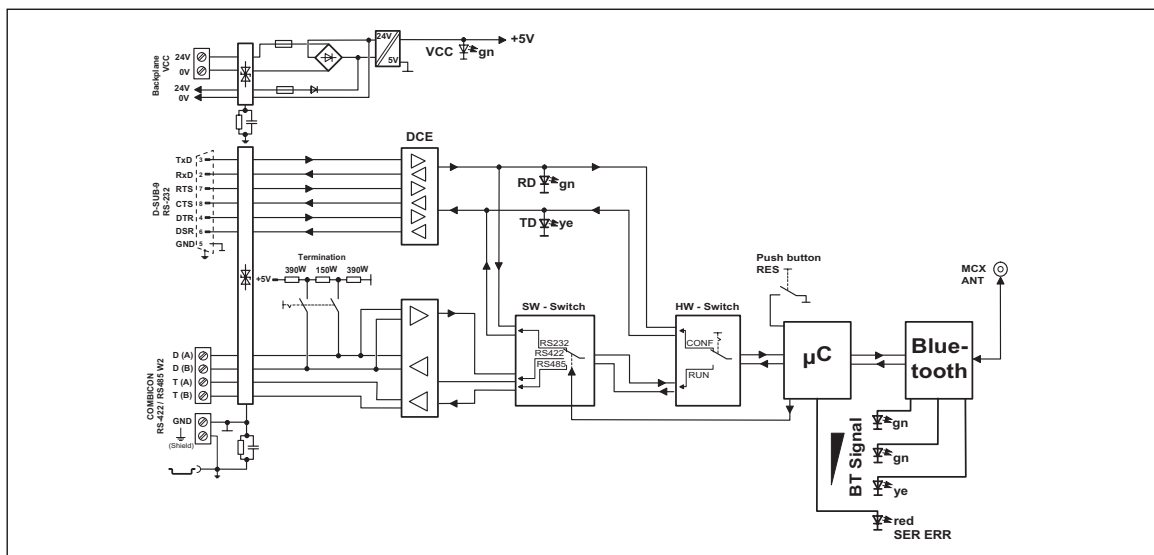 Backplane
VCC
24V
0V
24V
0V
24V
5V
VCC
gn
+5V
D-SUB-9
RS-232
TxD 3
RxD 2
RTS 7
CTS 8
DTR 4
DSR 6
GND 5
DCE
RD
gn
TD
ye
Termination
+5V
390W
150W
390W
COMBICON
RS-422 / RS485 W2
D (A)
D (B)
T (A)
T (B)
GND
(Shield)
SW - Switch
RS232
RS422
RS485
HW - Switch
CONF
RUN
Push button
RES
µC
Blue-
tooth
MCX
ANT
BT Signal
gn
gn
ye
red
SER ERR